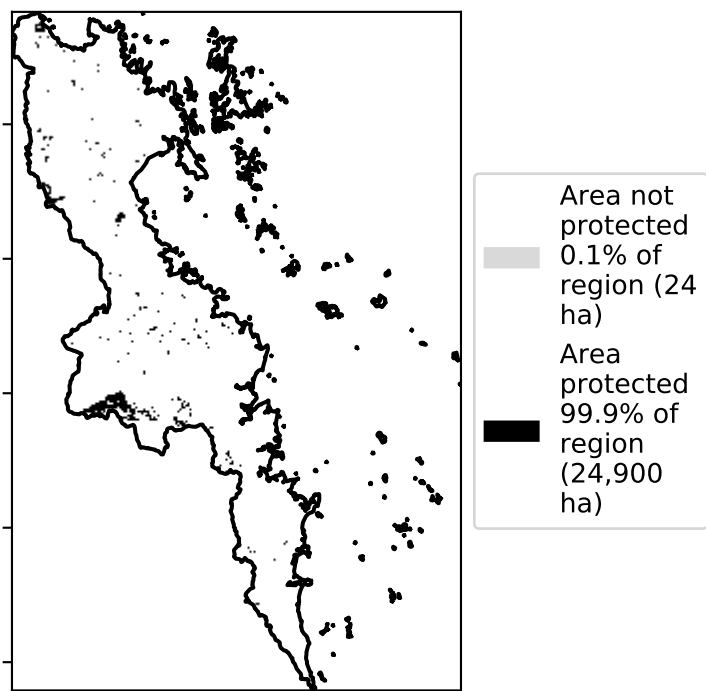 Area not
protected
0.1% of
region (24
ha)
Area
protected
99.9% of
region
(24,900
ha)